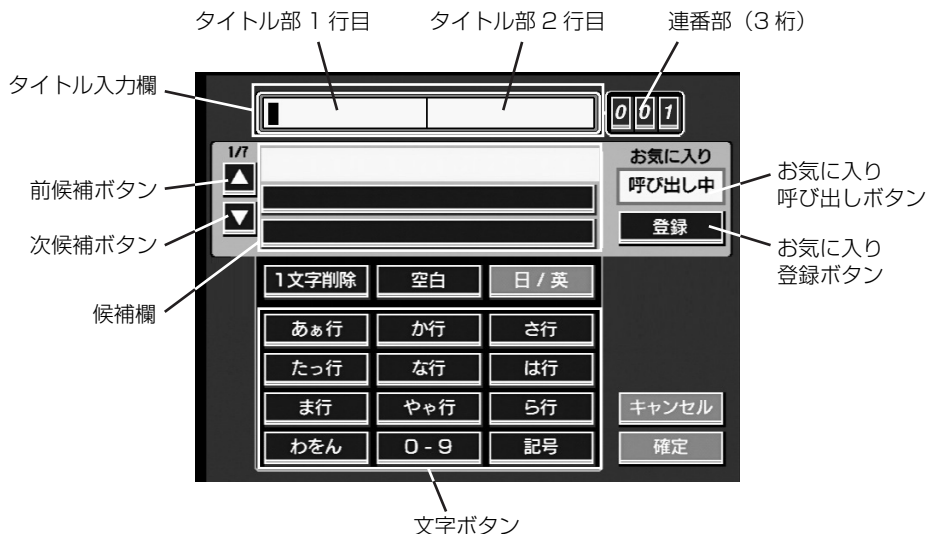 タイトル部1行目 タイトル部2行目 連番部（3桁）
タイトル入力欄
001
1/7
お気に入り
前候補ボタン
呼び出し中
お気に入り
呼び出しボタン
次候補ボタン
登録
お気に入り
登録ボタン
候補欄
1文字削除 空白 日/英
あぁ行 か行 さ行
たっ行 な行 は行
ま行 やゃ行 ら行 キャンセル
わをん 0-9 記号 確定
文字ボタン